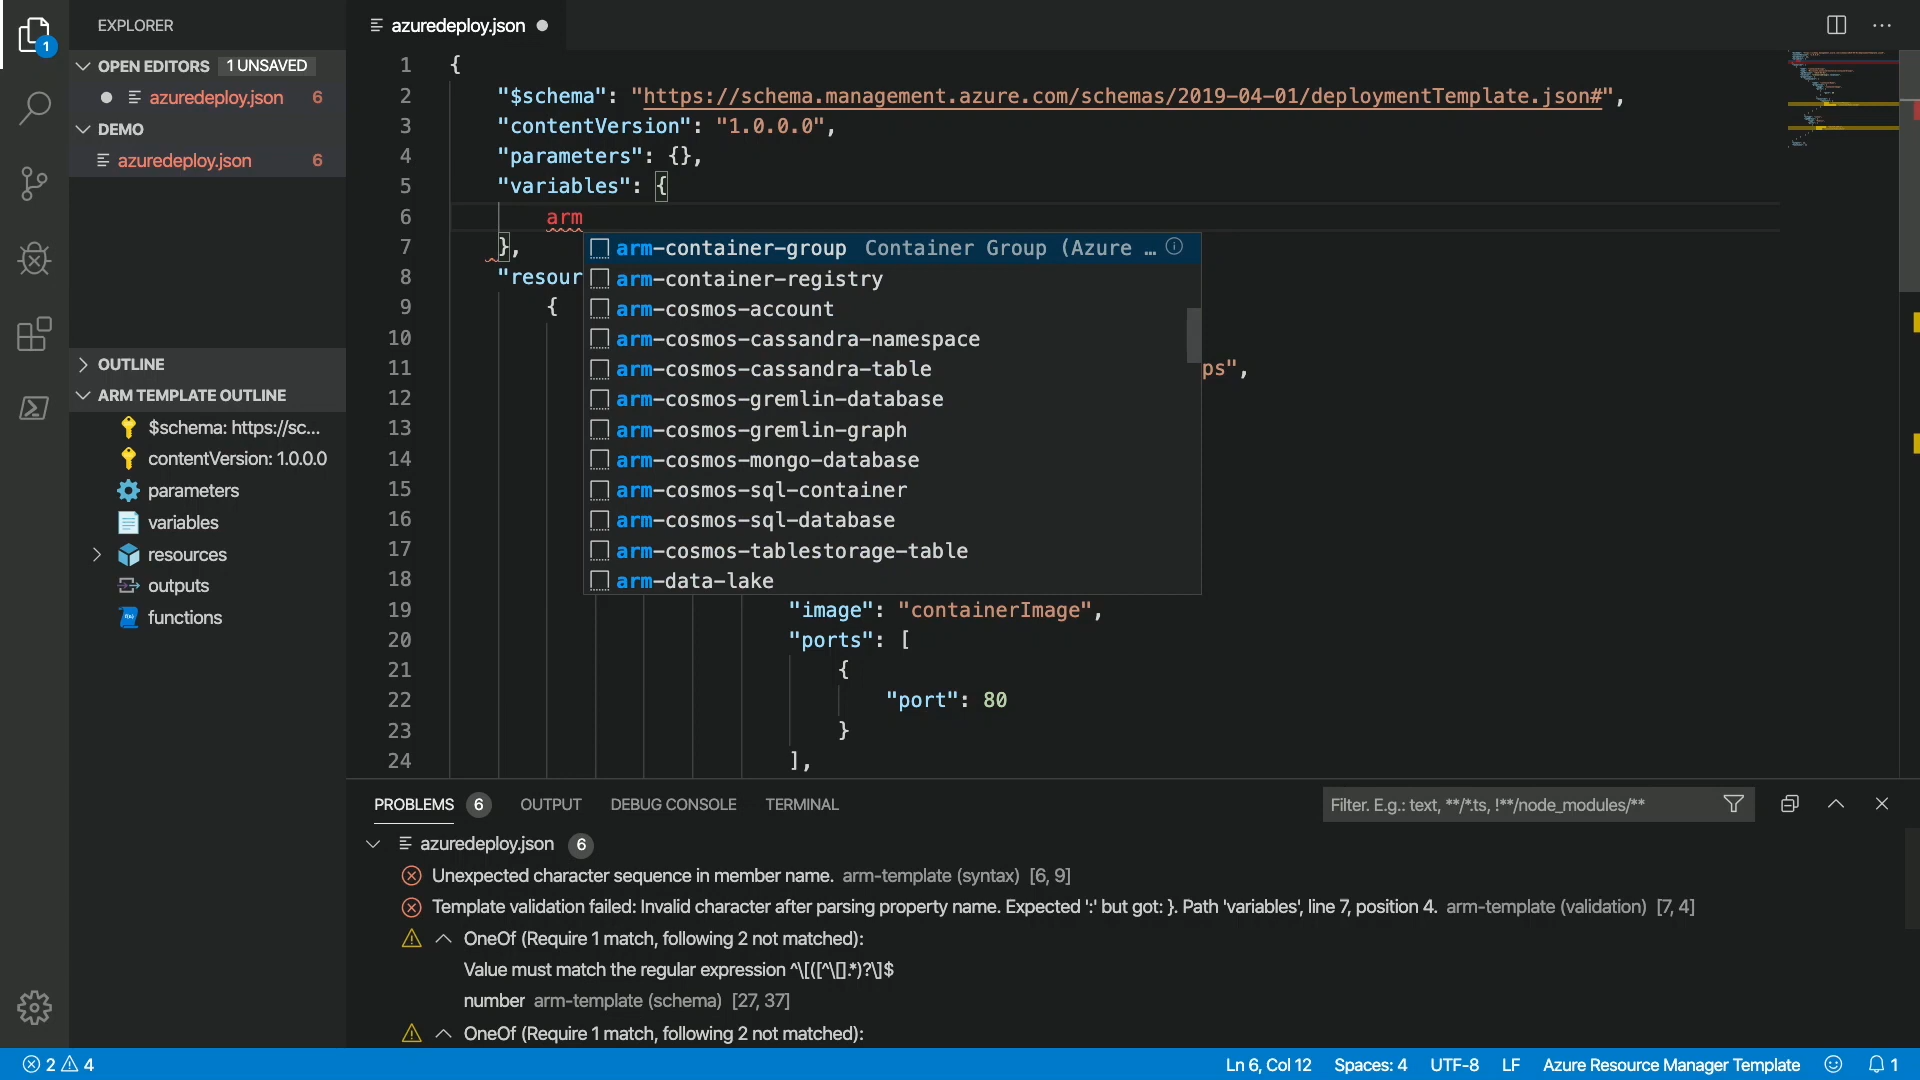 EXPLORER
azuredeploy.json
1
OPEN EDITORS 1 UNSAVED
azuredeploy.json 6
DEMO
azuredeploy.json 6
OUTLINE
ARM TEMPLATE OUTLINE
$schema: https://sc...
contentVersion: 1.0.0.0
parameters
variables
resources
outputs
functions
1 {
2 "$schema": "https://schema.management.azure.com/schemas/2019-04-01/deploymentTemplate.json#",
3 "contentVersion": "1.0.0.0",
4 "parameters": {},
5 "variables": {
6 arm
7 },
8 "resour
9 {
10
11 ps",
12
13
14
15
16
17
18
arm-container-group Container Group (Azure …
arm-container-registry
arm-cosmos-account
arm-cosmos-cassandra-namespace
arm-cosmos-cassandra-table
arm-cosmos-gremlin-database
arm-cosmos-gremlin-graph
arm-cosmos-mongo-database
arm-cosmos-sql-container
arm-cosmos-sql-database
arm-cosmos-tablestorage-table
arm-data-lake
19 "image": "containerImage",
20 "ports": [
21 {
22 "port": 80
23 }
24 ],
PROBLEMS 6 OUTPUT DEBUG CONSOLE TERMINAL
Filter. E.g.: text, **/*.ts, !**/node_modules/**
azuredeploy.json 6
Unexpected character sequence in member name. arm-template (syntax) [6, 9]
Template validation failed: Invalid character after parsing property name. Expected ':' but got: }. Path 'variables', line 7, position 4. arm-template (validation) [7, 4]
OneOf (Require 1 match, following 2 not matched):
Value must match the regular expression ^\[([^\[].*)?\]$
number arm-template (schema) [27, 37]
OneOf (Require 1 match, following 2 not matched):
2 4
Ln 6, Col 12 Spaces: 4 UTF-8 LF Azure Resource Manager Template 1